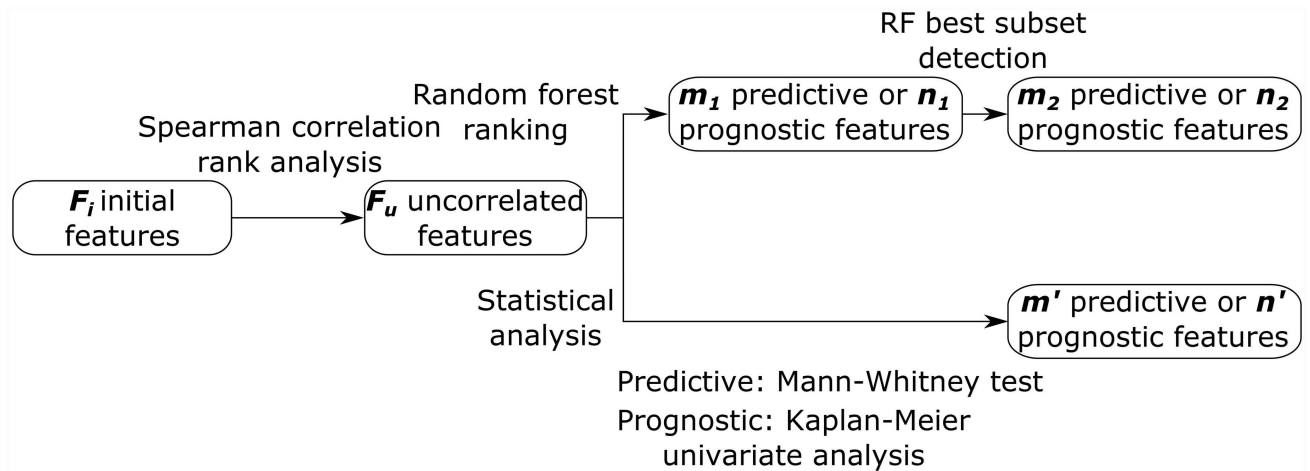 RF best subset
detection
Random forest
ranking
m1 predictive or n1
prognostic features
m2 predictive or n2
prognostic features
Spearman correlation
rank analysis
Fi initial
features
Fu uncorrelated
features
Statistical
analysis
m' predictive or n'
prognostic features
Predictive: Mann-Whitney test
Prognostic: Kaplan-Meier
univariate analysis